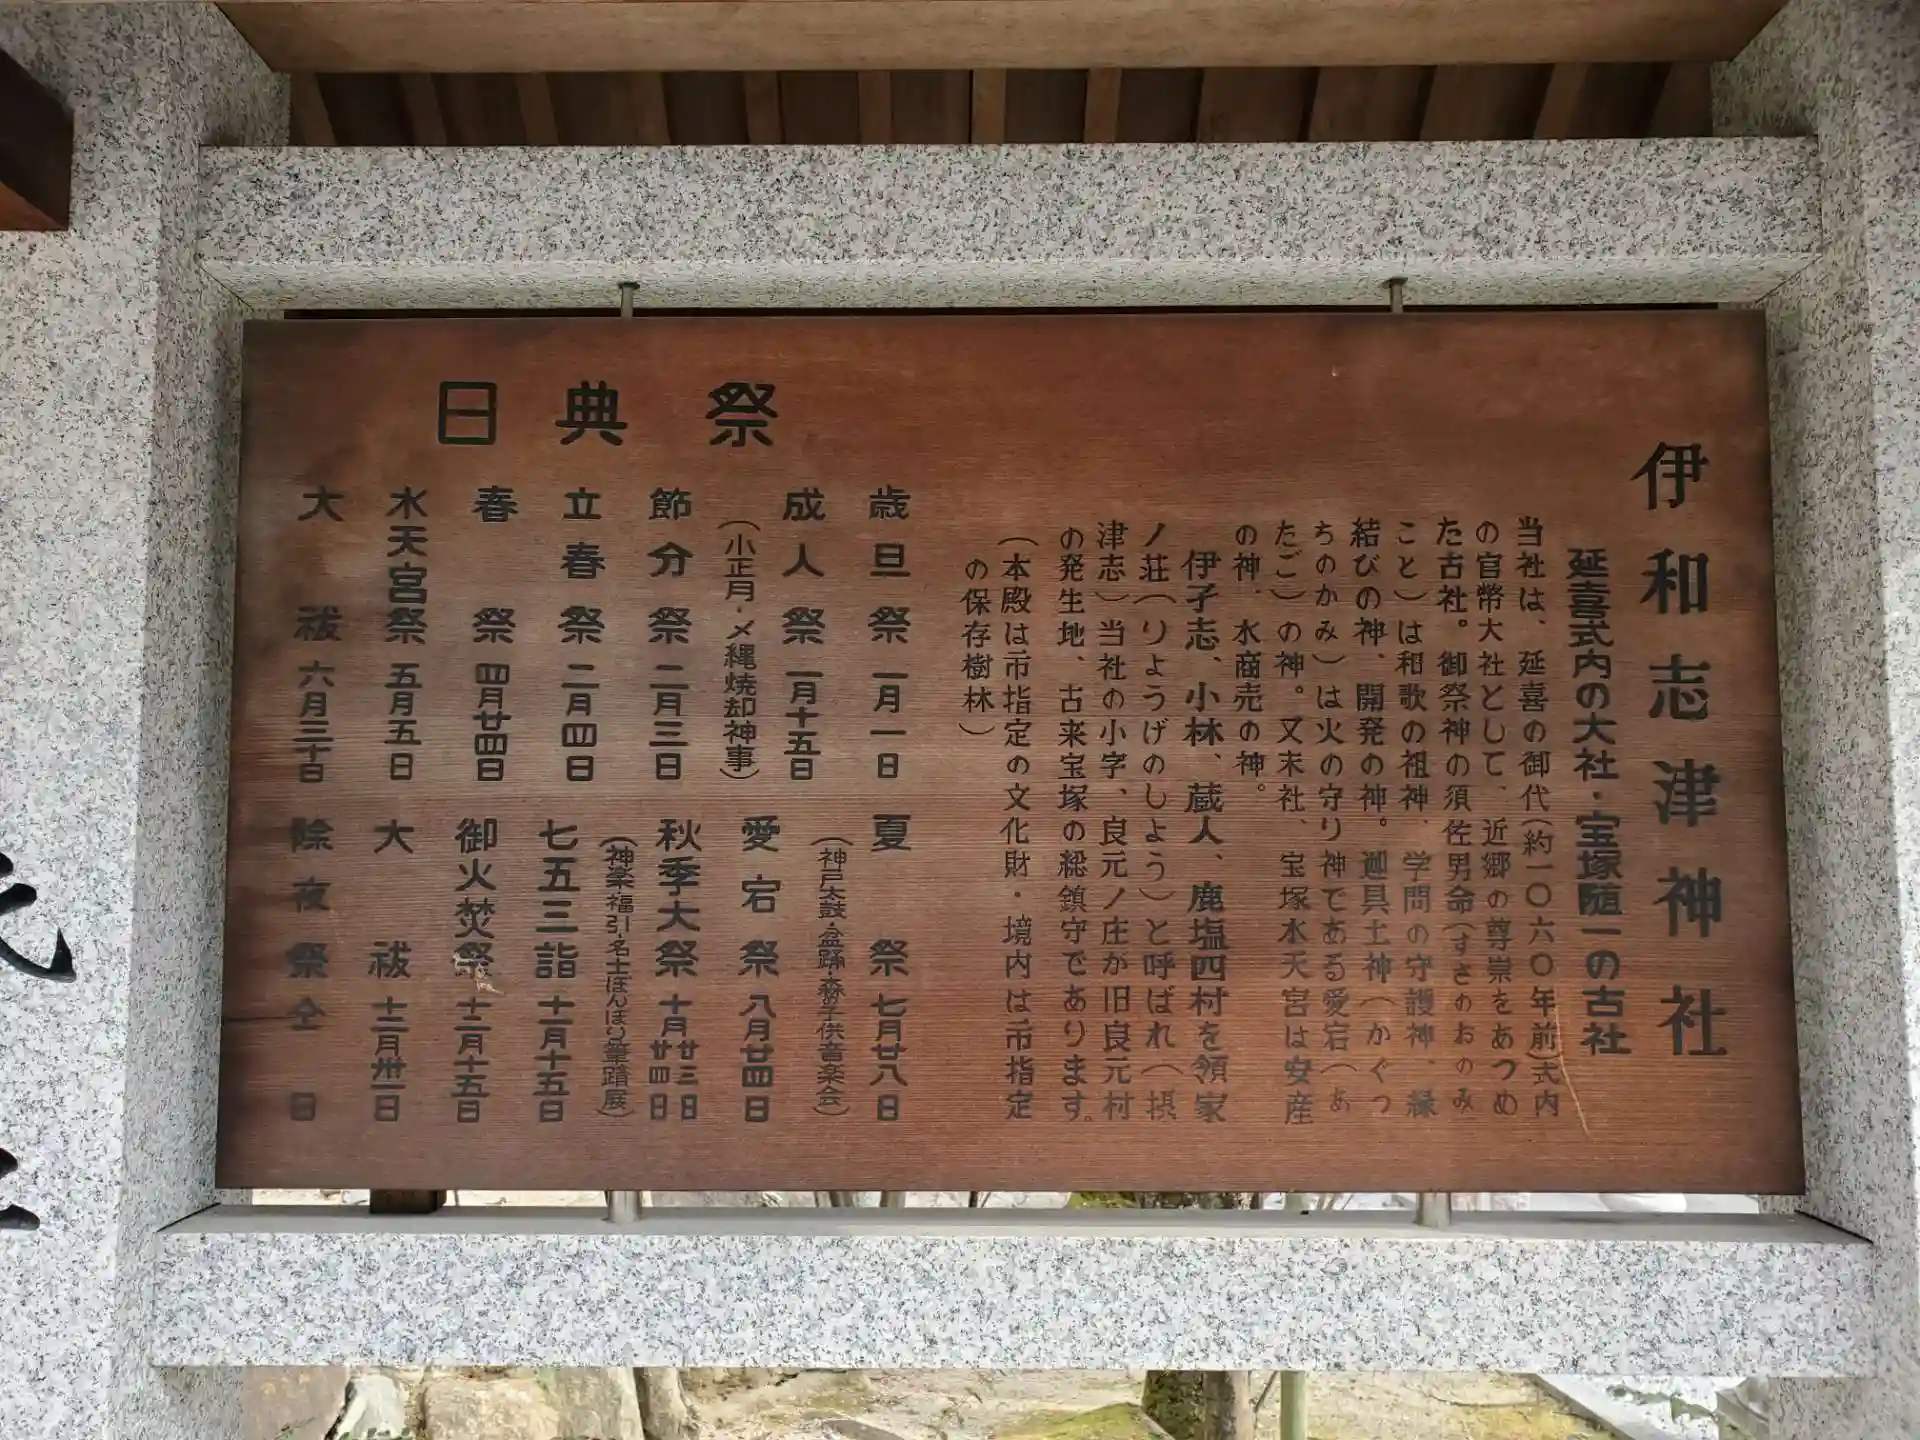 伊和志津神社
延喜式内の大社・宝塚随一の古社
当社は、延喜の御代(約一〇六〇年前)式内
の官幣大社として、近郷の尊崇をあつめ
た古社。御祭神の須佐男命(すさのおのみ
こと)は和歌の祖神、学問の守護神、縁
結びの神、開発の神。迦具土神(かぐつ
ちのかみ)は火の守り神である愛宕(あ
たご)の神。又末社、宝塚水天宮は安産
の神、水商売の神。
伊孑志、小林、蔵人、鹿塩四村を領家
ノ荘(りょうげのしょう)と呼ばれ(摂
津志)当社の小字、良元ノ庄が旧良元村
の発生地、古来宝塚の総鎮守であります。
(本殿は市指定の文化財・境内は市指定
の保存樹林)
祭典日
歳旦祭 一月一日
成人祭 一月十五日
(小正月・〆縄焼却神事)
節分祭 二月三日
立春祭 二月四日
春祭 四月廿四日
水天宮祭 五月五日
大祓 六月三十日
夏祭 七月廿八日
(神戸太鼓・盆踊・森の子供音楽会)
愛宕祭 八月廿四日
秋季大祭 十月廿三日廿四日
(神楽・福引・名士ぼんぼり筆蹟展)
七五三詣 十一月十五日
御火焚祭 十二月十五日
大祓 十二月卅一日
除夜祭 仝日